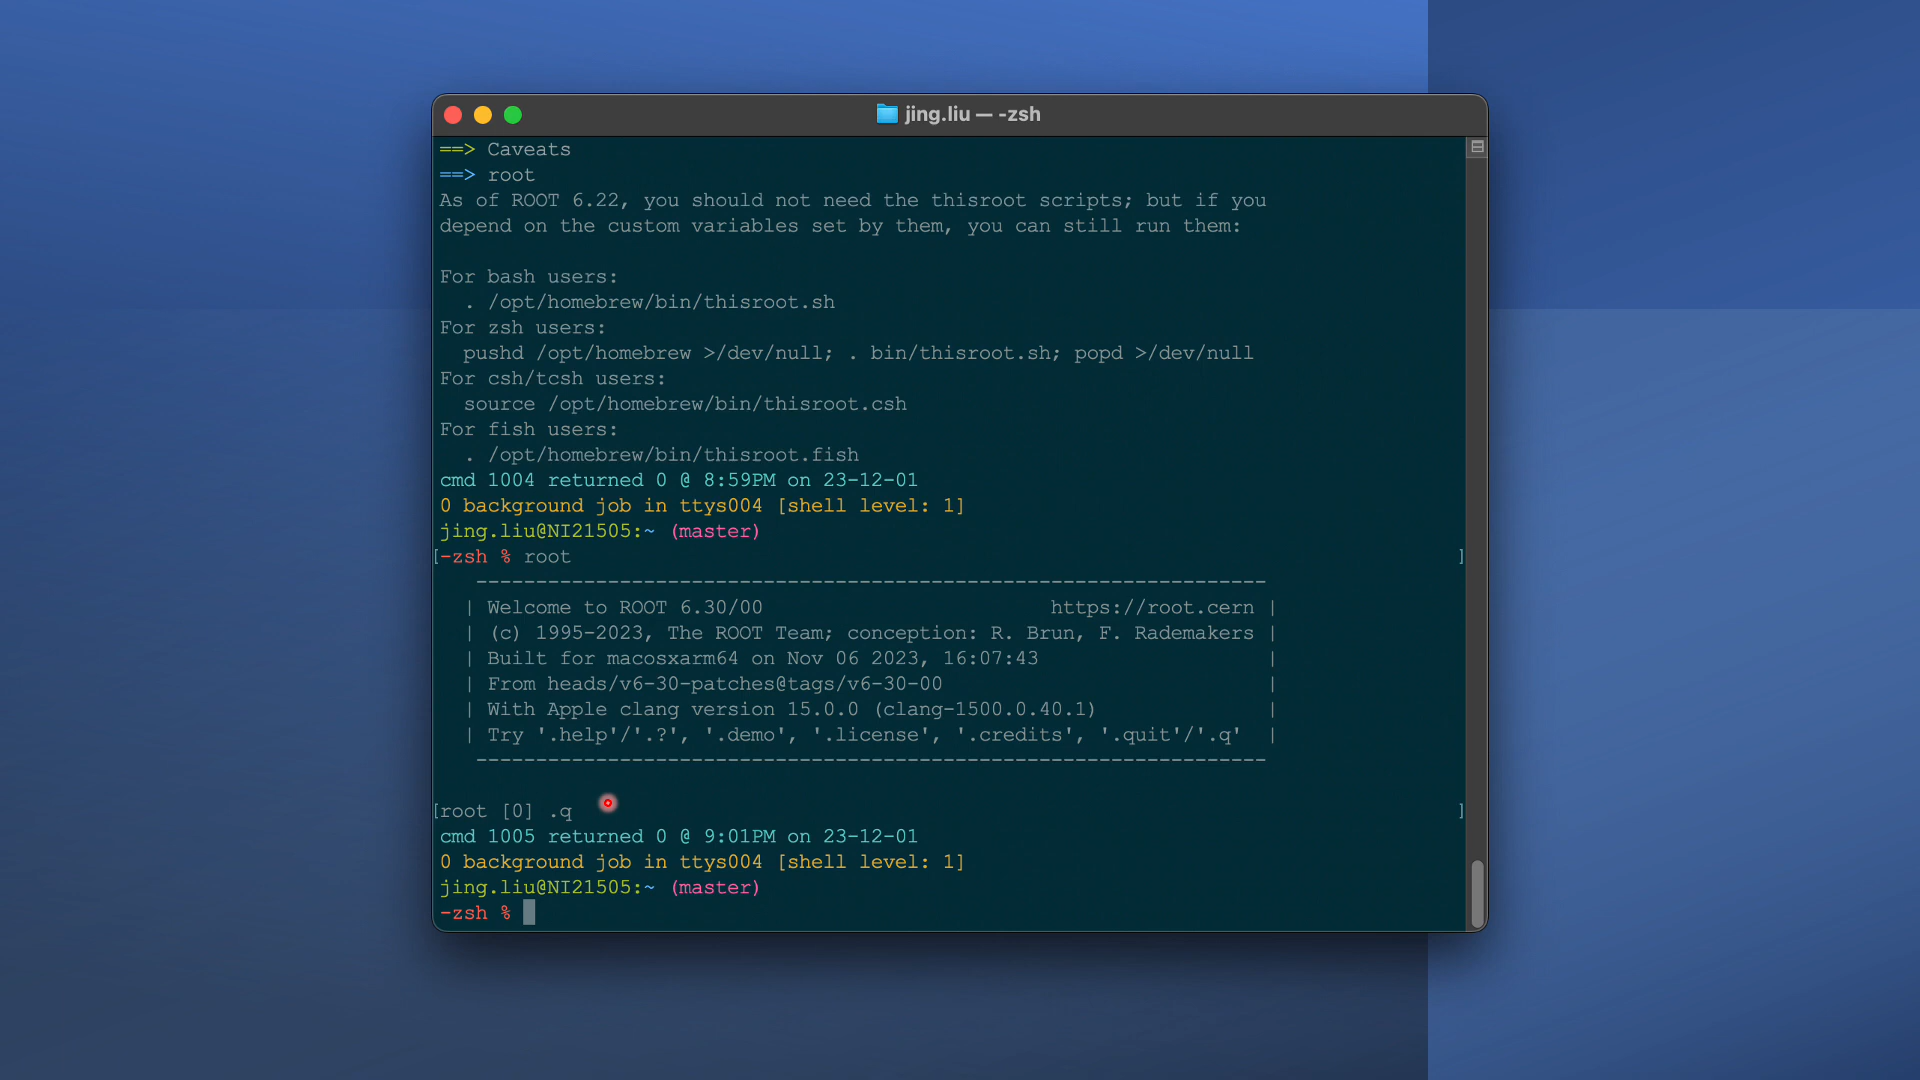 jing.liu — -zsh
==> Caveats
==> root
As of ROOT 6.22, you should not need the thisroot scripts; but if you
depend on the custom variables set by them, you can still run them:
For bash users:
  . /opt/homebrew/bin/thisroot.sh
For zsh users:
  pushd /opt/homebrew >/dev/null; . bin/thisroot.sh; popd >/dev/null
For csh/tcsh users:
  source /opt/homebrew/bin/thisroot.csh
For fish users:
  . /opt/homebrew/bin/thisroot.fish
cmd 1004 returned 0 @ 8:59PM on 23-12-01
0 background job in ttys004 [shell level: 1]
jing.liu@NI21505:~ (master)
[-zsh % root ]
------------------------------------------------------------------
| Welcome to ROOT 6.30/00 https://root.cern |
| (c) 1995-2023, The ROOT Team; conception: R. Brun, F. Rademakers |
| Built for macosxarm64 on Nov 06 2023, 16:07:43 |
| From heads/v6-30-patches@tags/v6-30-00 |
| With Apple clang version 15.0.0 (clang-1500.0.40.1) |
| Try '.help'/'.?', '.demo', '.license', '.credits', '.quit'/'.q' |
------------------------------------------------------------------
[root [0] .q ]
cmd 1005 returned 0 @ 9:01PM on 23-12-01
0 background job in ttys004 [shell level: 1]
jing.liu@NI21505:~ (master)
-zsh %